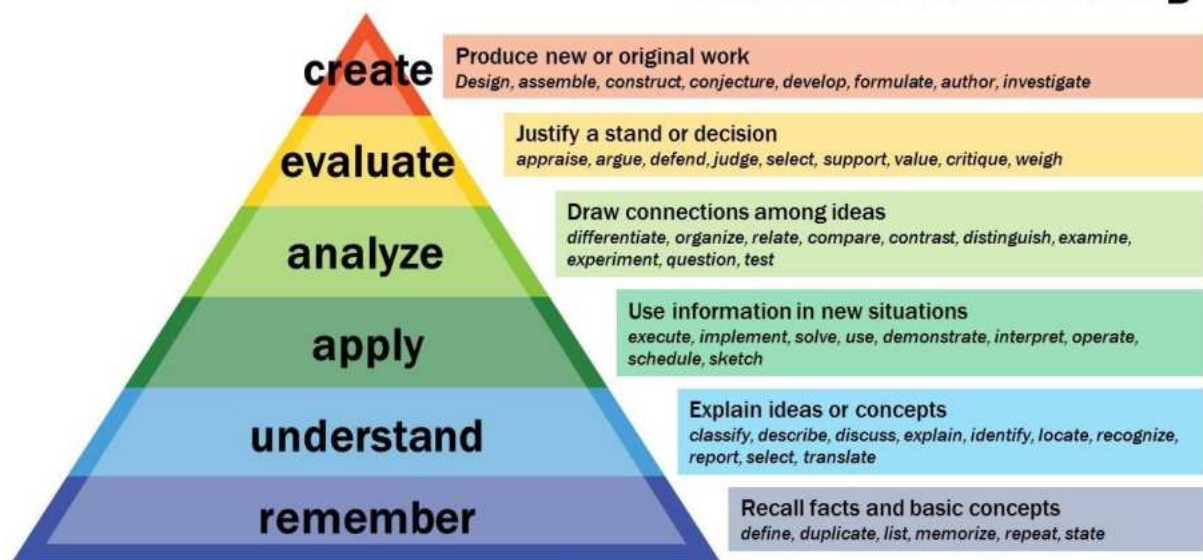 create
Produce new or original work
Design, assemble, construct, conjecture, develop, formulate, author, investigate
evaluate
Justify a stand or decision
appraise, argue, defend, judge, select, support, value, critique, weigh
analyze
Draw connections among ideas
differentiate, organize, relate, compare, contrast, distinguish, examine,
experiment, question, test
apply
Use information in new situations
execute, implement, solve, use, demonstrate, interpret, operate,
schedule, sketch
understand
Explain ideas or concepts
classify, describe, discuss, explain, identify, locate, recognize,
report, select, translate
remember
Recall facts and basic concepts
define, duplicate, list, memorize, repeat, state